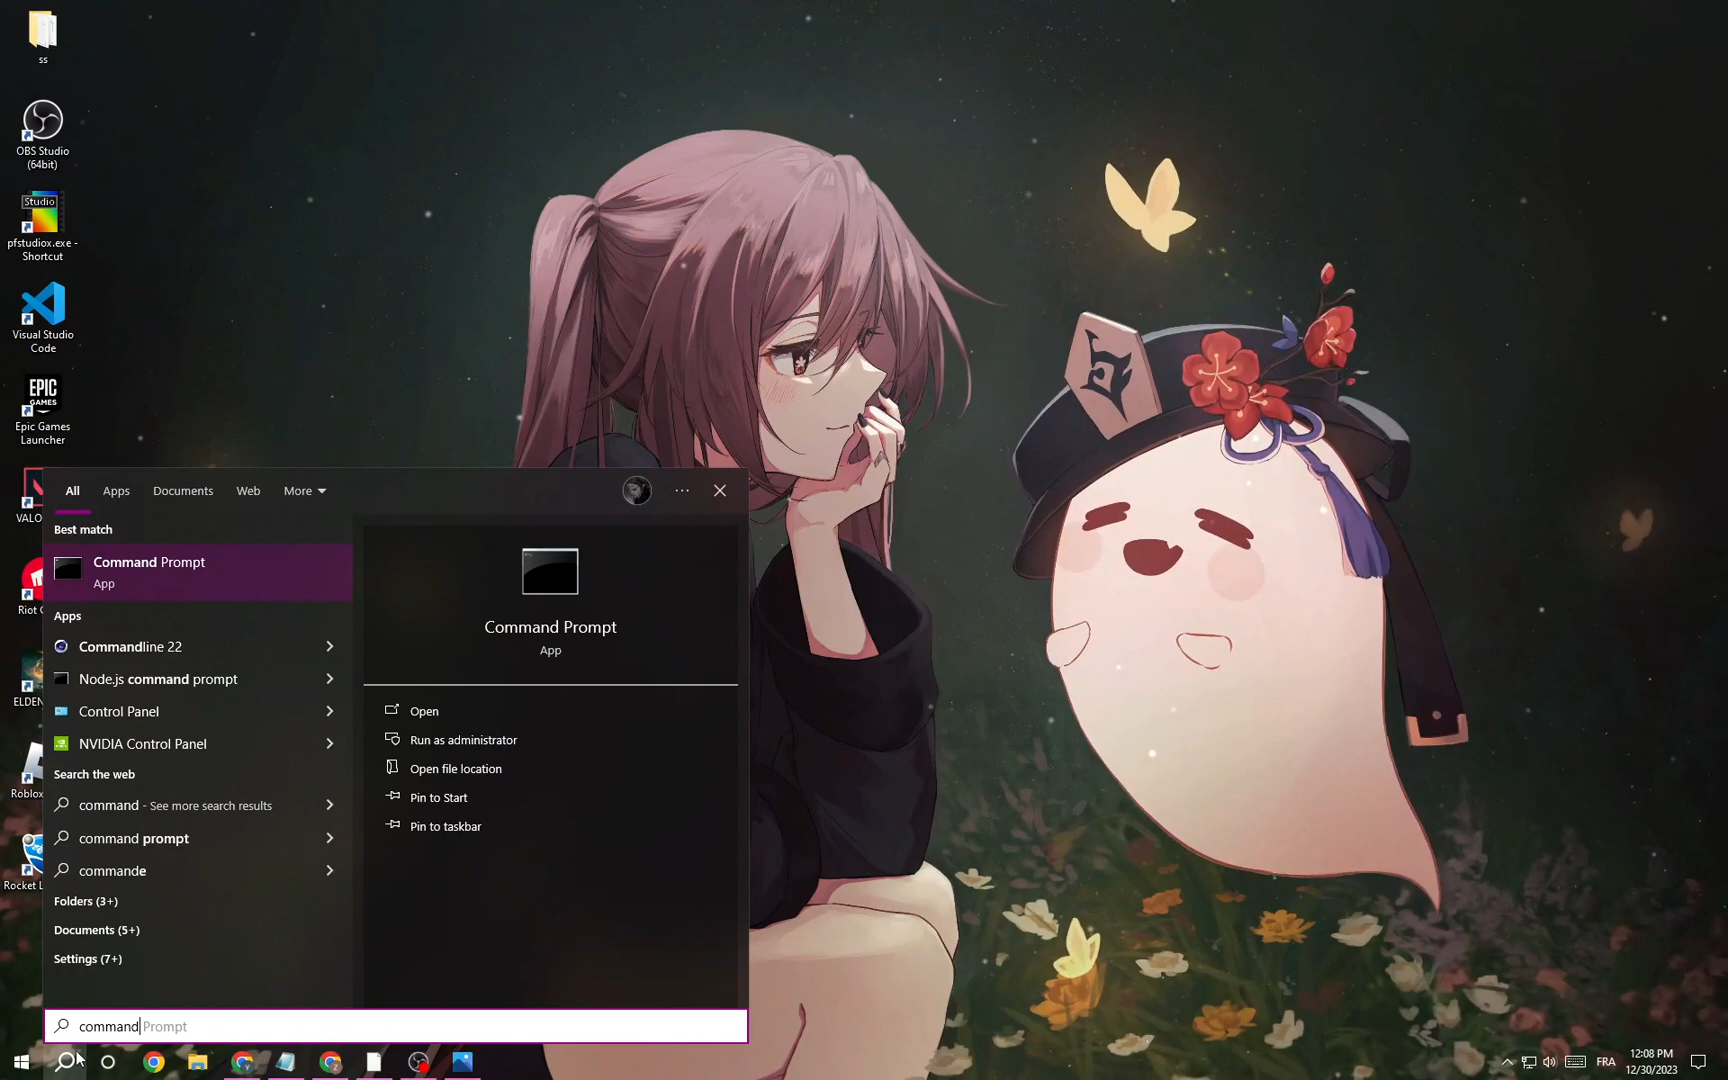 ss
OBS Studio
(64bit)
Studio
pfstudiox.exe -
Shortcut
Visual Studio
Code
EPIC
GAMES
Epic Games
Launcher
VALO
Riot
ELDEN
Roblox
Rocket L
All
Apps
Documents
Web
More
Best match
Command Prompt
App
Apps
Commandline 22
Node.js command prompt
Control Panel
NVIDIA Control Panel
Search the web
command - See more search results
command prompt
commande
Folders (3+)
Documents (5+)
Settings (7+)
Command Prompt
App
Open
Run as administrator
Open file location
Pin to Start
Pin to taskbar
command Prompt
FRA
12:08 PM
12/30/2023